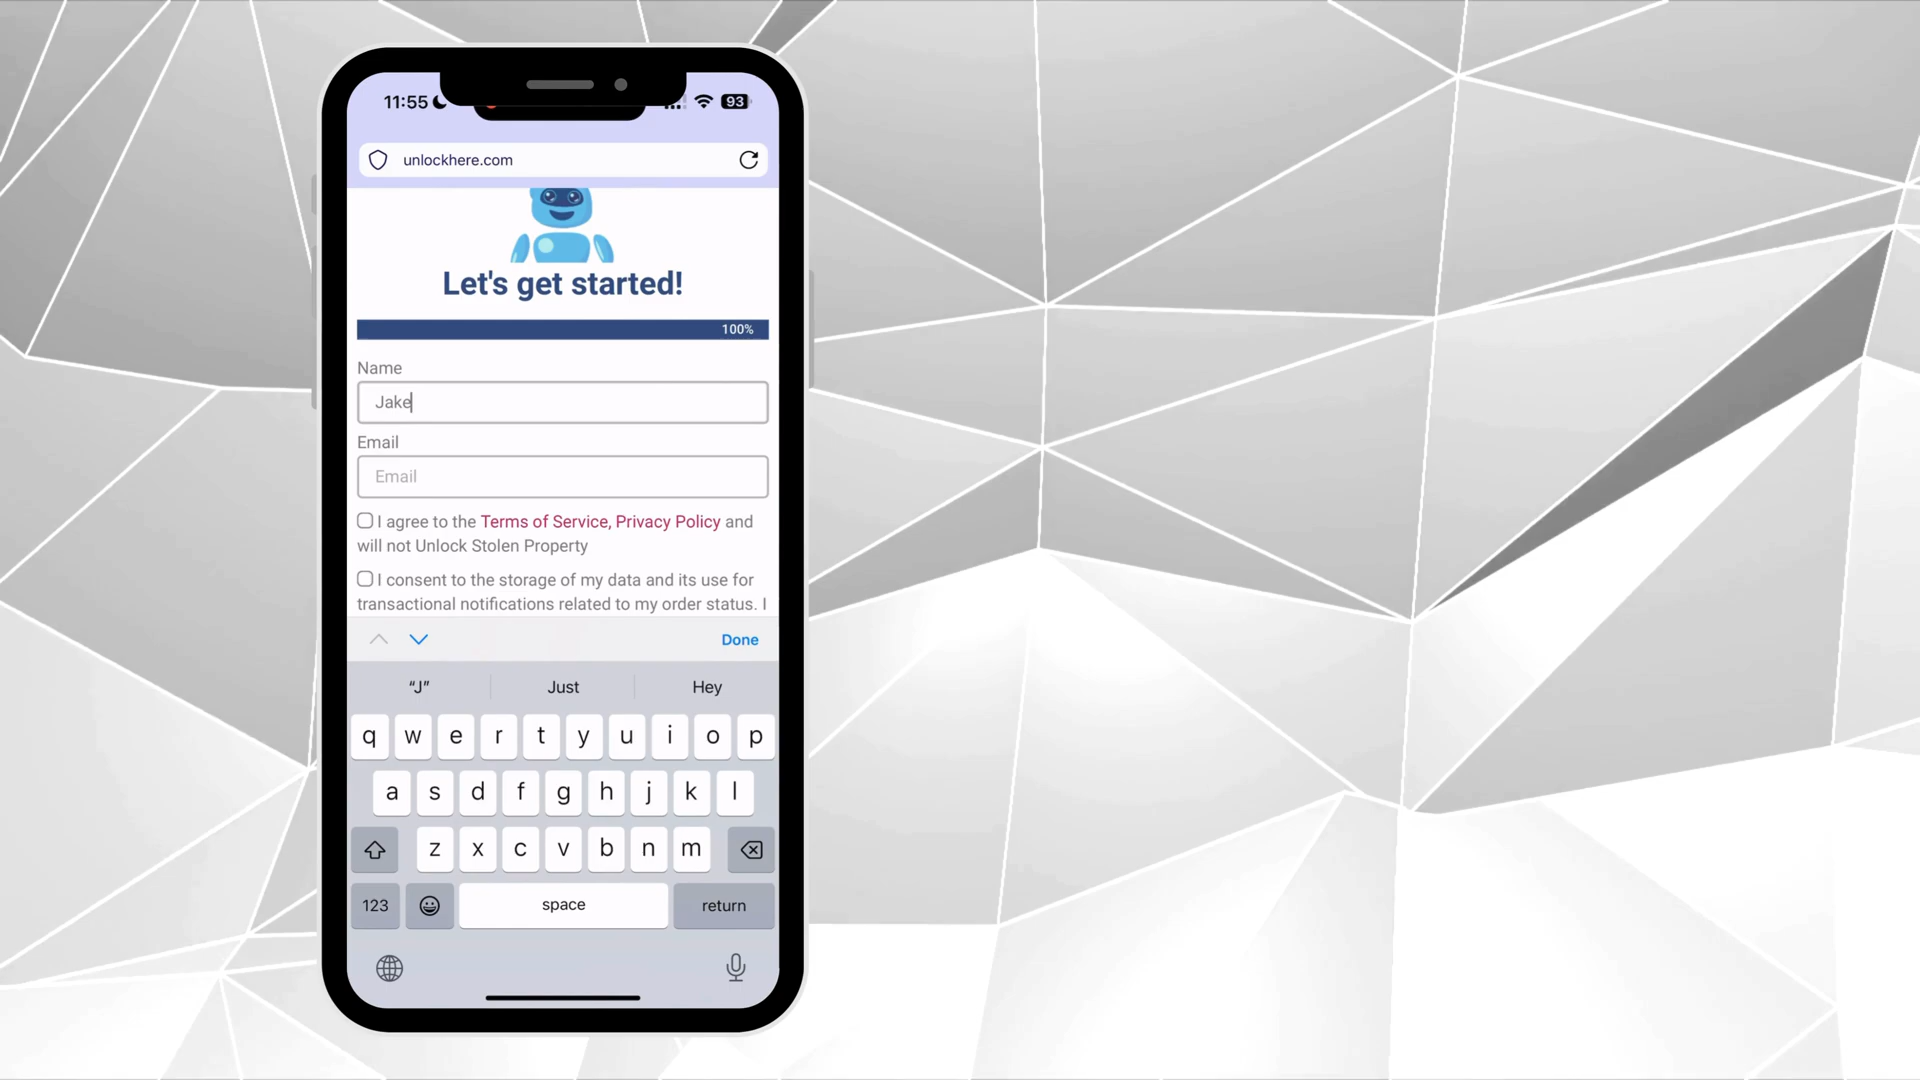 11:55
93
unlockhere.com
Let's get started!
100%
Name
Jake
Email
Email
I agree to the Terms of Service, Privacy Policy and
will not Unlock Stolen Property
I consent to the storage of my data and its use for
transactional notifications related to my order status. I
Done
“J” Just Hey
q w e r t y u i o p
a s d f g h j k l
z x c v b n m
123 space return